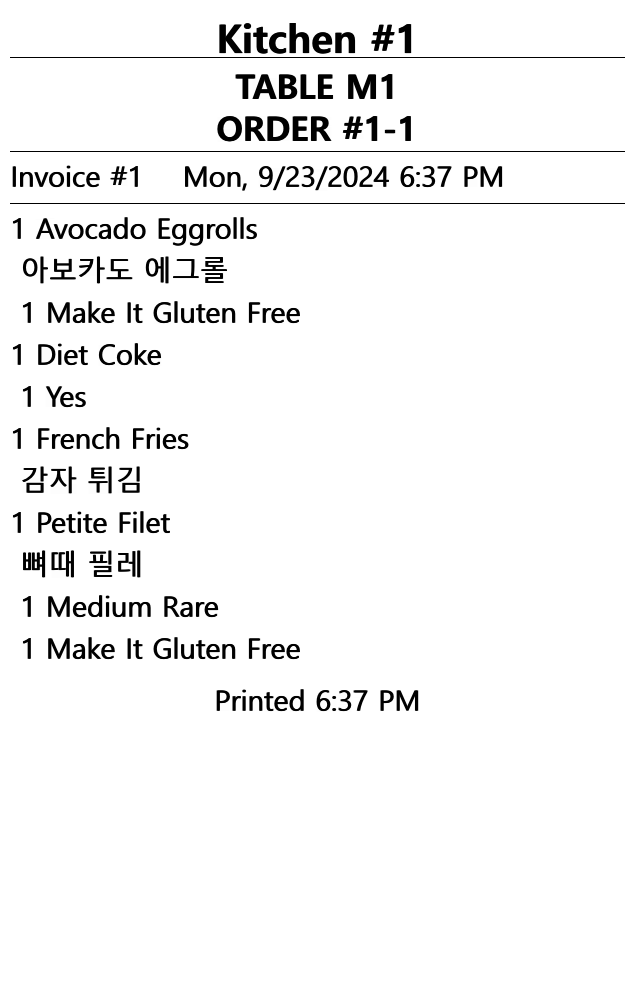 Kitchen #1
TABLE M1
ORDER #1-1
Invoice #1 Mon, 9/23/2024 6:37 PM
1 Avocado Eggrolls
아보카도 에그롤
1 Make It Gluten Free
1 Diet Coke
1 Yes
1 French Fries
감자 튀김
1 Petite Filet
뼈때 필레
1 Medium Rare
1 Make It Gluten Free
Printed 6:37 PM